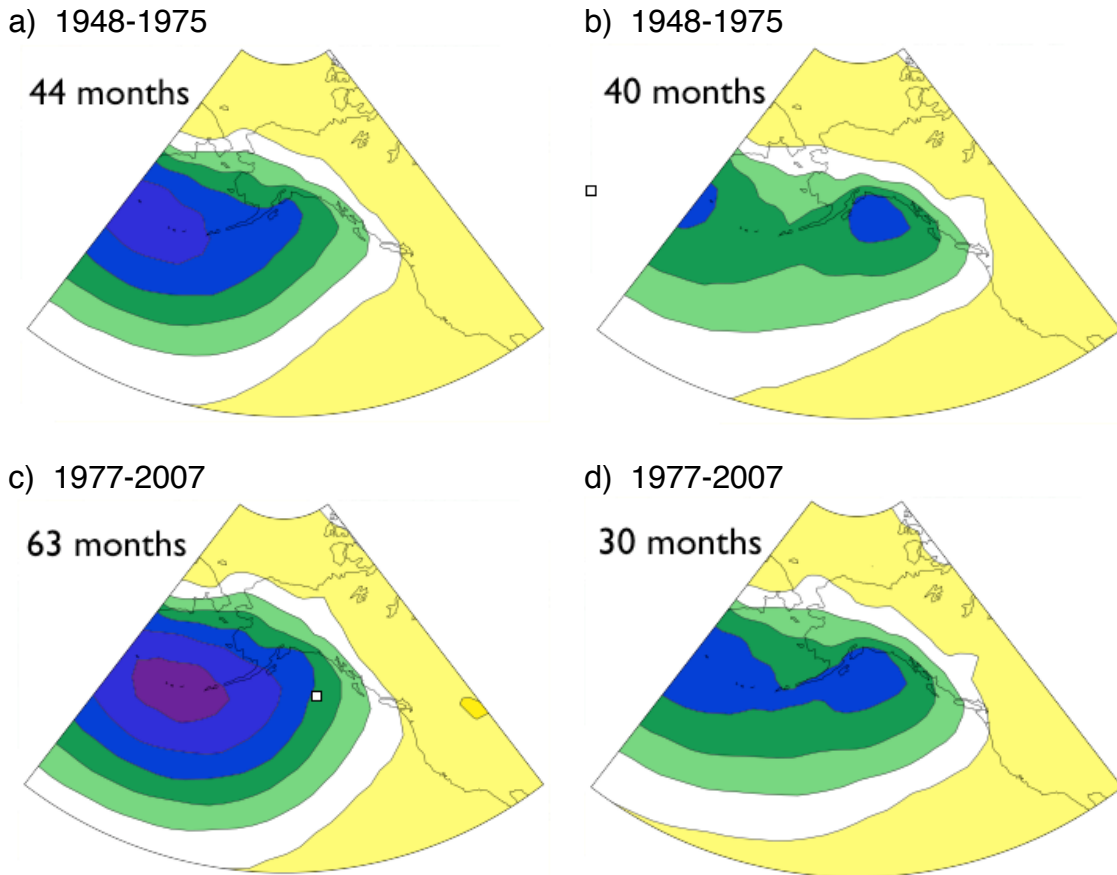 a) 1948-1975
b) 1948-1975
44 months
40 months
c) 1977-2007
d) 1977-2007
63 months
30 months